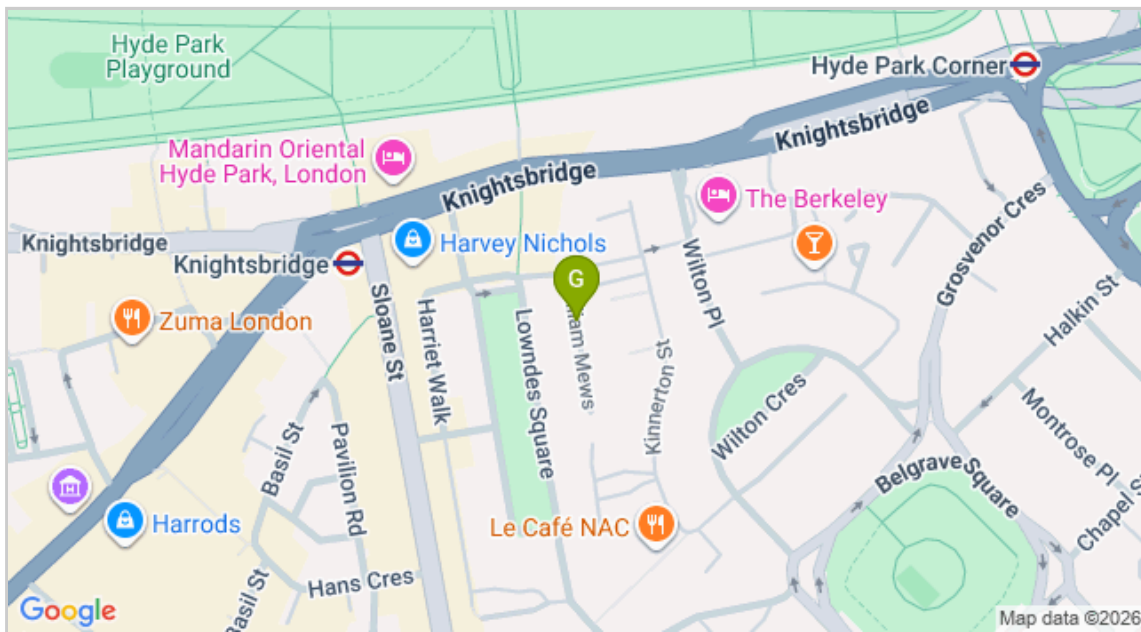 Hyde Park
Playground
Hyde Park Corner
Knightsbridge
Mandarin Oriental
Hyde Park, London
Knightsbridge
The Berkeley
Grosvenor Cres
Knightsbridge
Harvey Nichols
Knightsbridge
Wilton Pl
G
Halkin St
Zuma London
Sloane St
Harriet Walk
Lowndes Square
Mews
Kinnerton St
Wilton Cres
Montrose Pl
Basil St
Pavilion Rd
Belgrave Square
Harrods
Le Café NAC
Chapel
Basil St
Hans Cres
Google
Map data ©2026